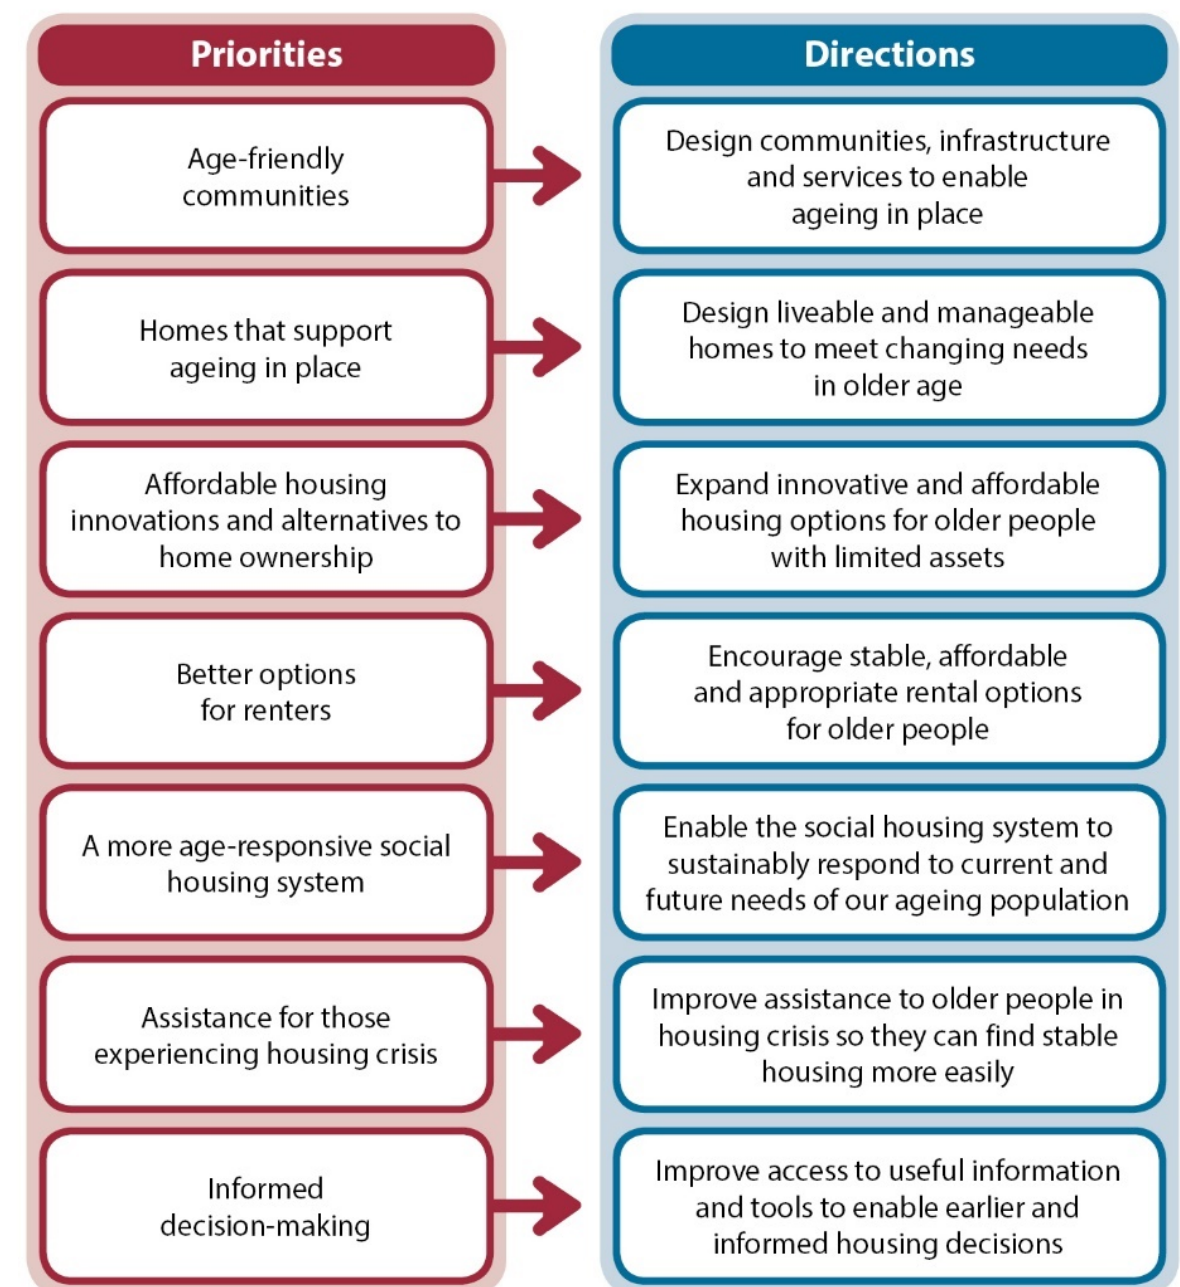 Priorities
Directions
Age-friendly
communities
Design communities, infrastructure
and services to enable
ageing in place
Homes that support
ageing in place
Design liveable and manageable
homes to meet changing needs
in older age
Affordable housing
innovations and alternatives to
home ownership
Expand innovative and affordable
housing options for older people
with limited assets
Better options
for renters
Encourage stable, affordable
and appropriate rental options
for older people
A more age-responsive social
housing system
Enable the social housing system to
sustainably respond to current and
future needs of our ageing population
Assistance for those
experiencing housing crisis
Improve assistance to older people in
housing crisis so they can find stable
housing more easily
Informed
decision-making
Improve access to useful information
and tools to enable earlier and
informed housing decisions